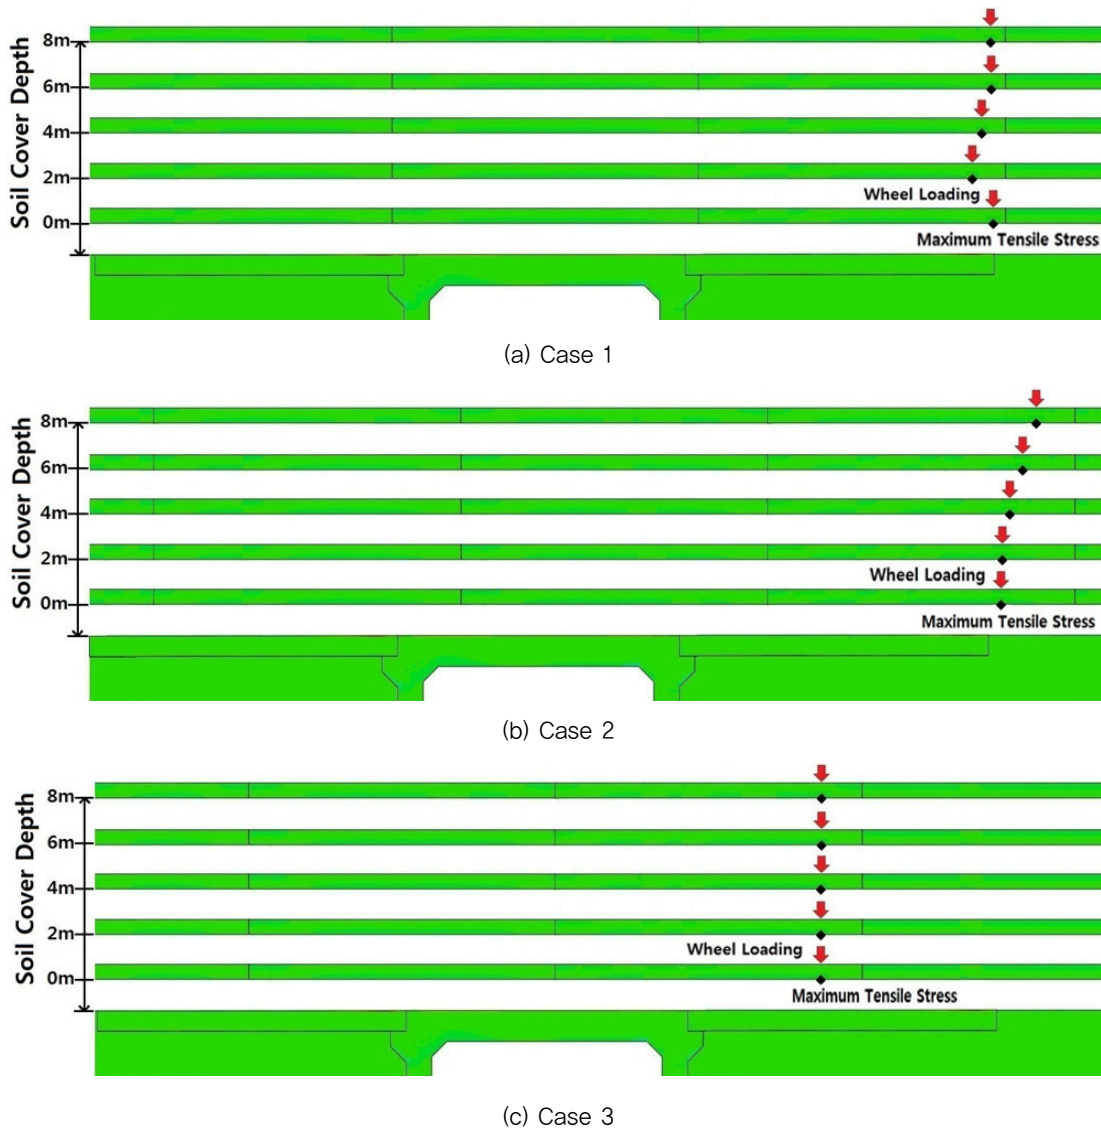 Soil Cover Depth
8m
6m
4m
2m
0m
Wheel Loading
Maximum Tensile Stress
(a) Case 1
Soil Cover Depth
8m
6m
4m
2m
0m
Wheel Loading
Maximum Tensile Stress
(b) Case 2
Soil Cover Depth
8m
6m
4m
2m
0m
Wheel Loading
Maximum Tensile Stress
(c) Case 3